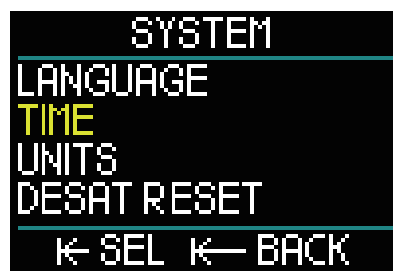 SYSTEM
LANGUAGE
TIME
UNITS
DESAT RESET
SEL BACK